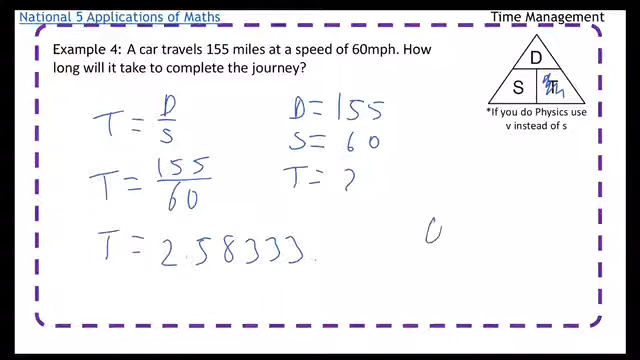 National 5 Applications of Maths
Time Management
Example 4: A car travels 155 miles at a speed of 60mph. How
long will it take to complete the journey?
D
S T
*If you do Physics use
v instead of s
T = D/S
D = 155
S = 60
T = 155/60
T = ?
T = 2.58333.
0